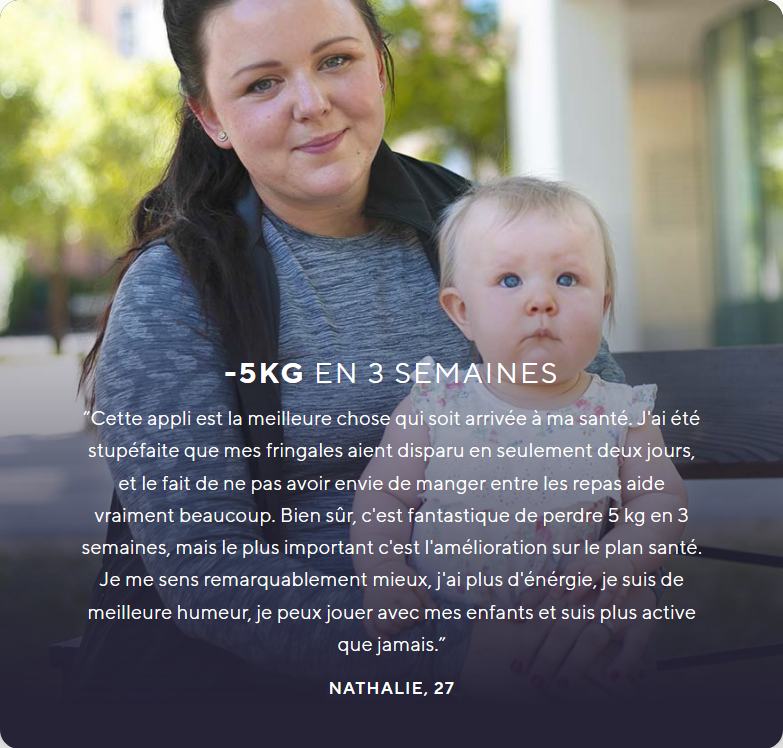 -5KG EN 3 SEMAINES
"Cette appli est la meilleure chose qui soit arrivée à ma santé. J'ai été
stupéfaite que mes fringales aient disparu en seulement deux jours,
et le fait de ne pas avoir envie de manger entre les repas aide
vraiment beaucoup. Bien sûr, c'est fantastique de perdre 5 kg en 3
semaines, mais le plus important c'est l'amélioration sur le plan santé.
Je me sens remarquablement mieux, j'ai plus d'énérgie, je suis de
meilleure humeur, je peux jouer avec mes enfants et suis plus active
que jamais."
NATHALIE, 27